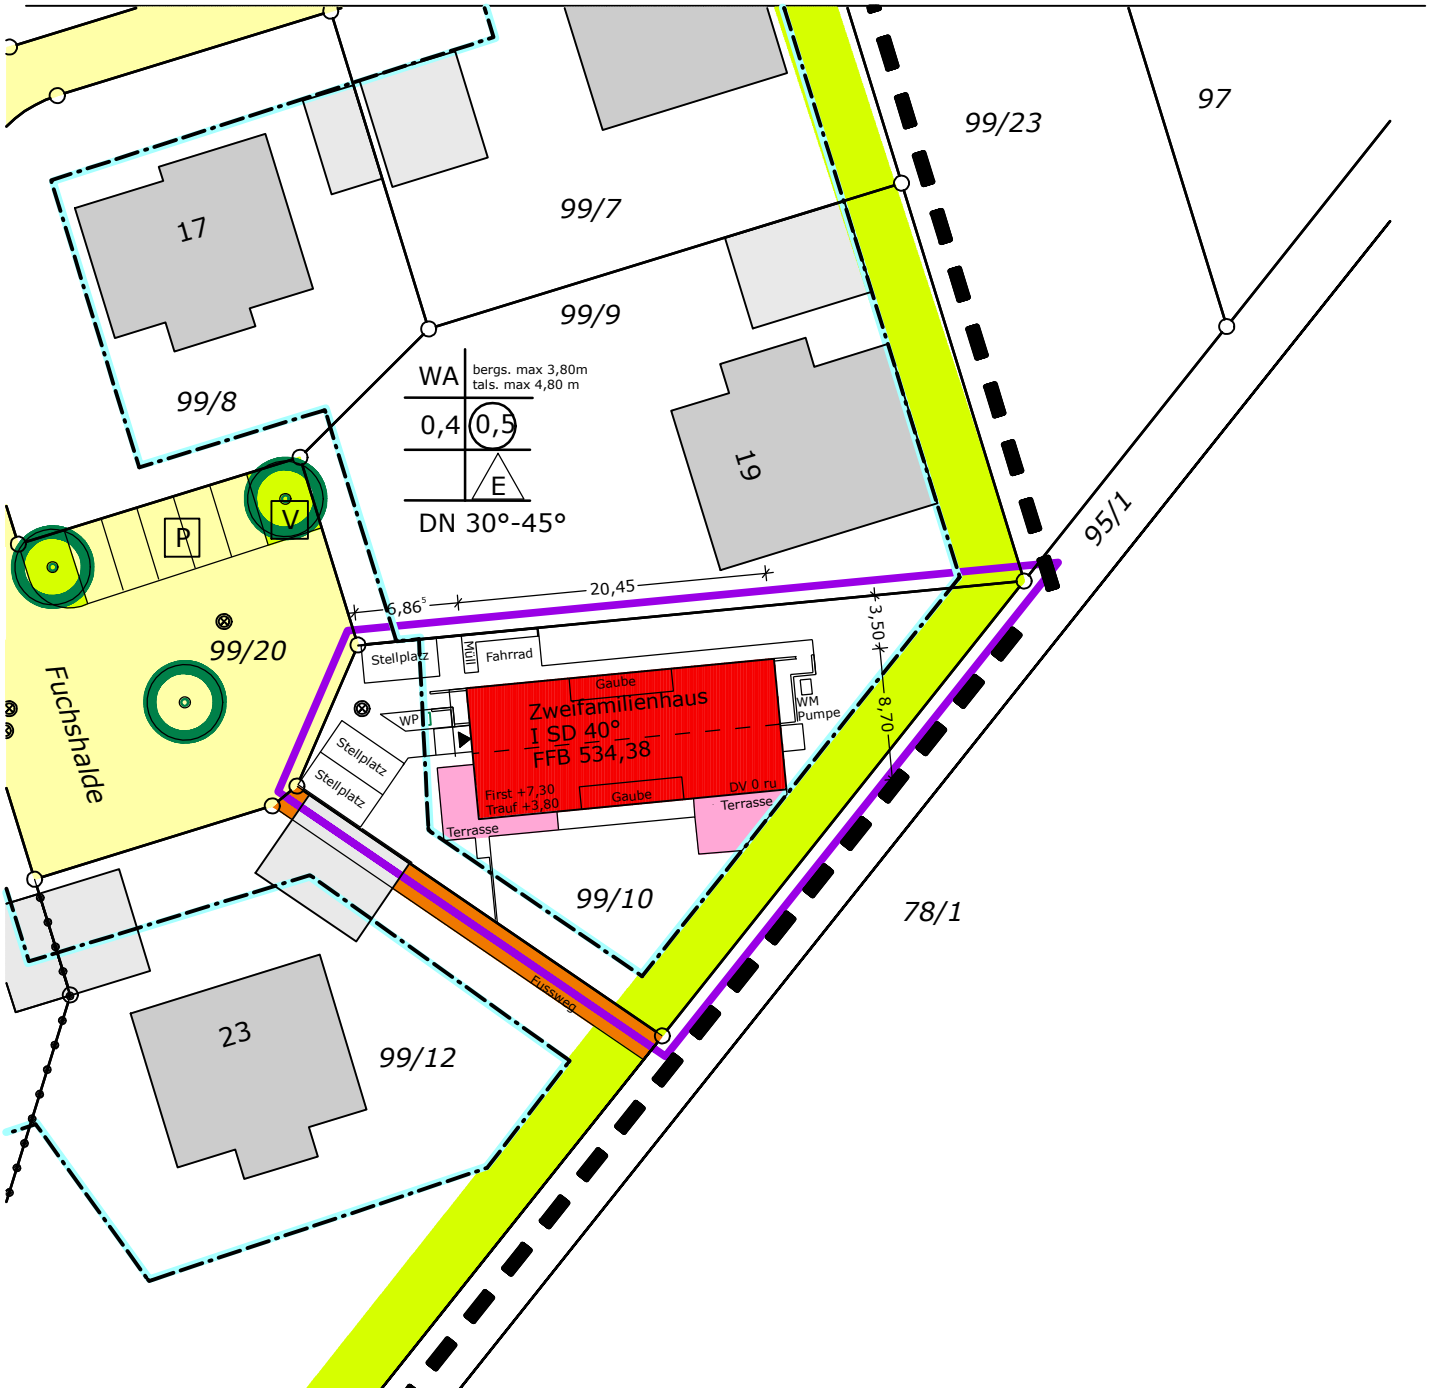 97
99/23
99/7
17
99/9
WA
bergs. max 3,80m
tals. max 4,80 m
99/8
0,4
0,5
E
DN 30°-45°
19
95/1
V
P
20,45
6,86⁵
3,50
99/20
Fuchshalde
Stellplatz
Müll
Fahrrad
Gaube
Zweifamilienhaus
I SD 40°
FFB 534,38
WM
Pumpe
8,70
WP
Stellplatz
Stellplatz
First +7,30
Trauf +3,80
Gaube
DV 0 ru
Terrasse
Terrasse
99/10
78/1
Fussweg
23
99/12